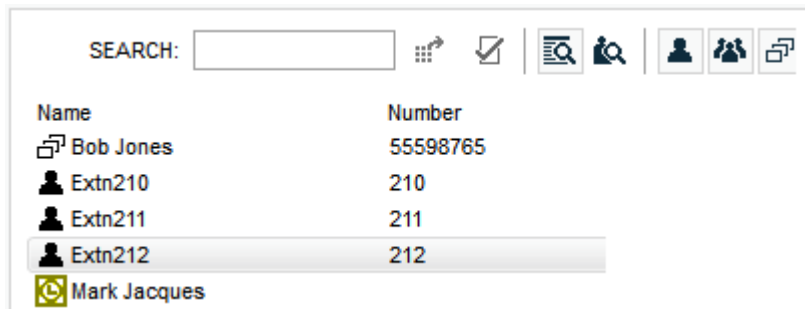 SEARCH:
Name Number
Bob Jones 55598765
Extn210 210
Extn211 211
Extn212 212
Mark Jacques